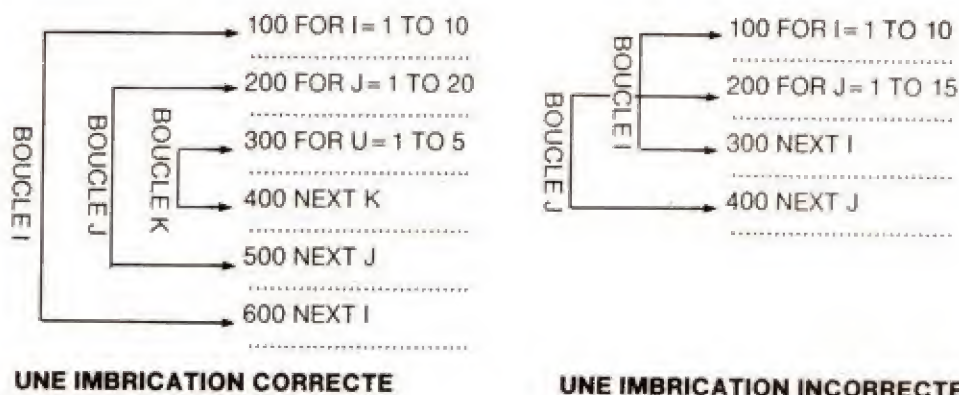 100 FOR I= 1 TO 10
200 FOR J= 1 TO 20
300 FOR U= 1 TO 5
400 NEXT K
500 NEXT J
600 NEXT I
BOUCLE I
BOUCLE J
BOUCLE K
UNE IMBRICATION CORRECTE
100 FOR I= 1 TO 10
200 FOR J= 1 TO 15
300 NEXT I
400 NEXT J
BOUCLE J
BOUCLE I
UNE IMBRICATION INCORRECTE